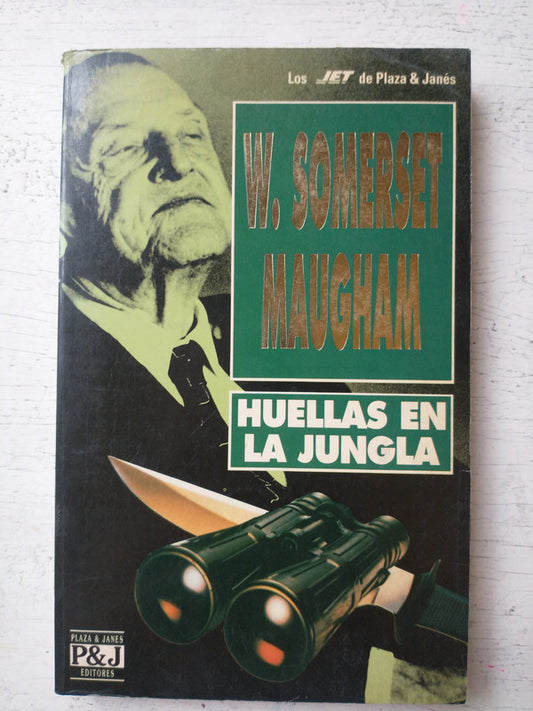 Los JET de Plaza & Janés
W. SOMERSET
MAUGHAM
HUELLAS EN
LA JUNGLA
PLAZA & JANES
P&J
EDITORES